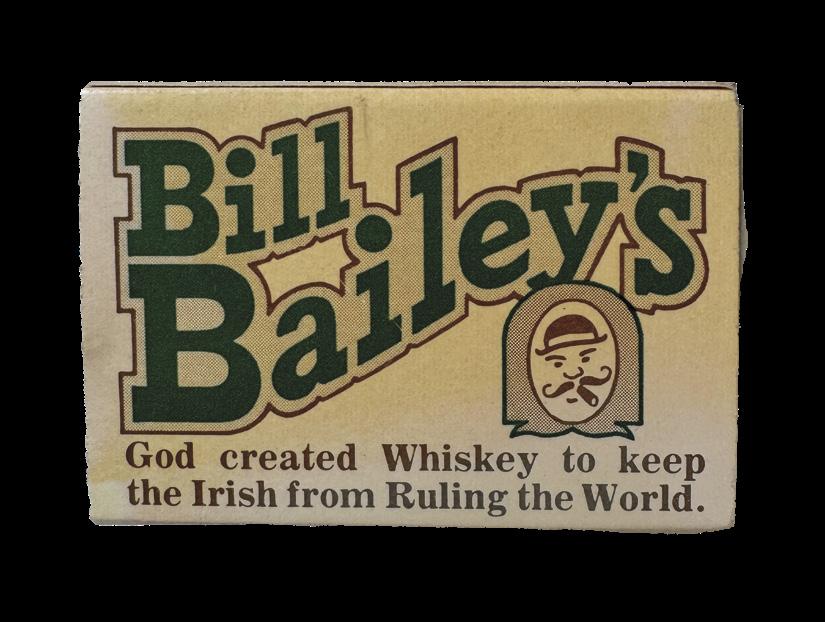 Bill
Bailey's
God created Whiskey to keep
the Irish from Ruling the World.